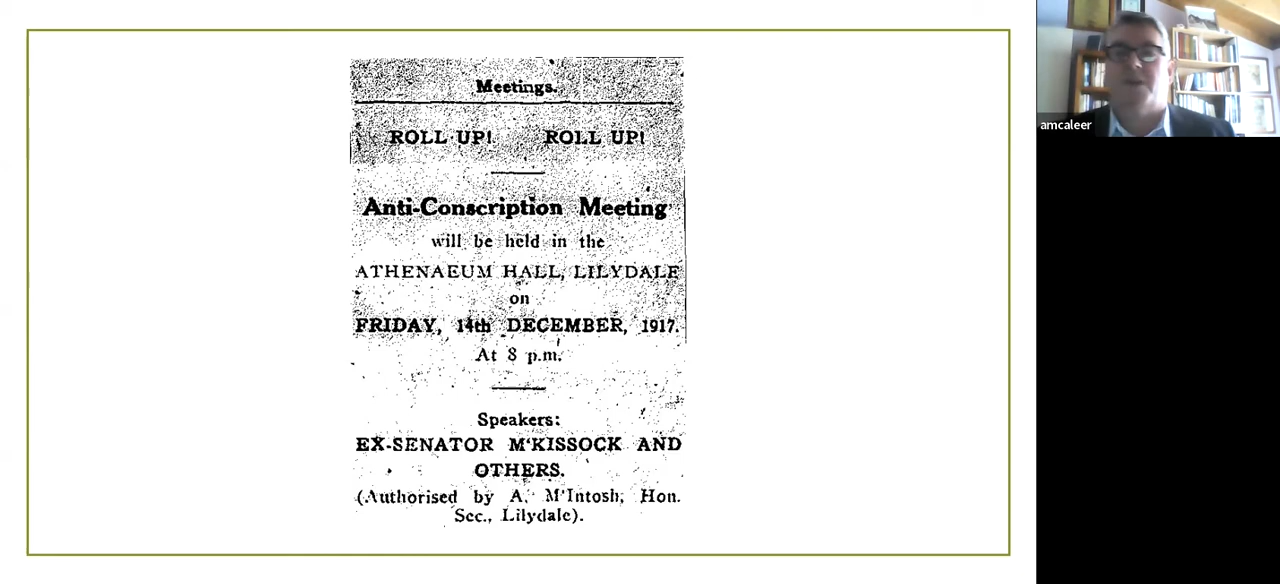 Meetings.
ROLL UP! ROLL UP!
Anti-Conscription Meeting
will be held in the
ATHENAEUM HALL, LILYDALE
on
FRIDAY, 14th DECEMBER, 1917.
At 8 p.m.
Speakers:
EX-SENATOR M'KISSOCK AND
OTHERS.
(Authorised by A. M'Intosh, Hon.
Sec., Lilydale).
amcaleer